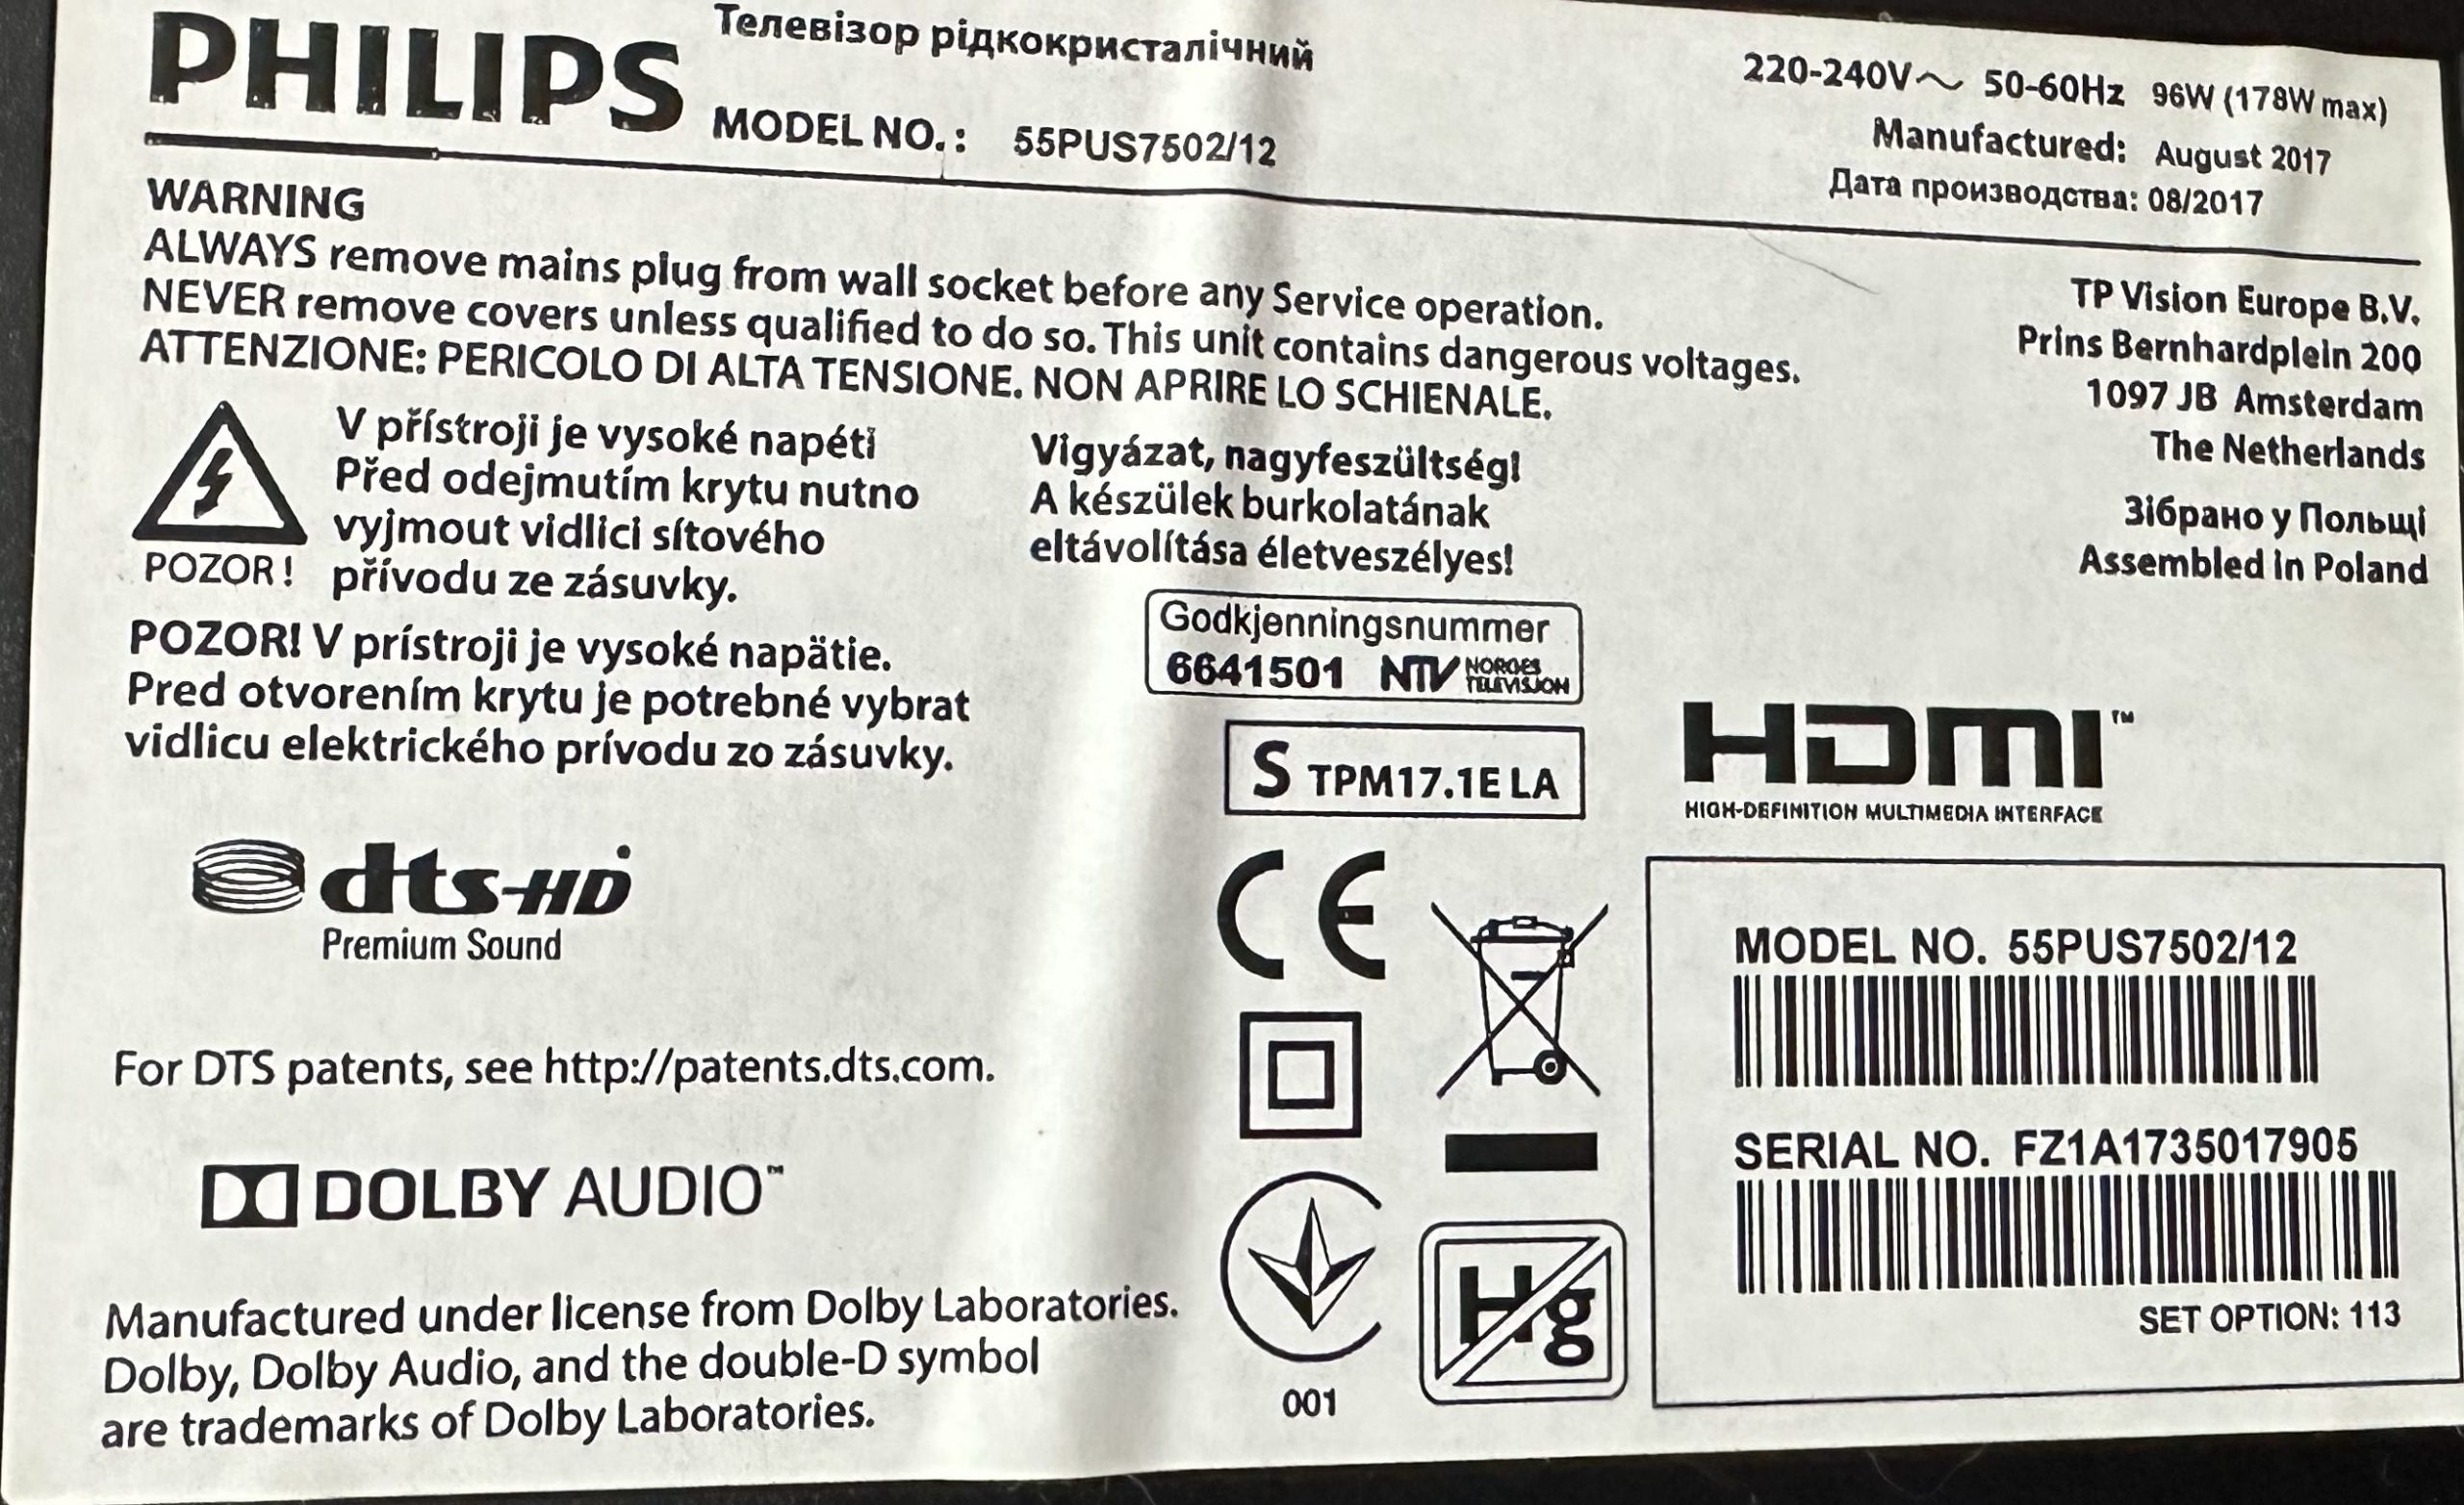 PHILIPS
Телевізор рідкокристалічний
MODEL NO.: 55PUS7502/12
220-240V~ 50-60Hz 96W (178W max)
Manufactured: August 2017
Дата производства: 08/2017
WARNING
ALWAYS remove mains plug from wall socket before any Service operation.
NEVER remove covers unless qualified to do so. This unit contains dangerous voltages.
ATTENZIONE: PERICOLO DI ALTA TENSIONE. NON APRIRE LO SCHIENALE.
TP Vision Europe B.V.
Prins Bernhardplein 200
1097 JB Amsterdam
The Netherlands
Зібрано у Польщі
Assembled in Poland
POZOR!
V přístroji je vysoké napéti
Před odejmutím krytu nutno
vyjmout vidlici sítového
přívodu ze zásuvky.
Vigyázat, nagyfeszültség!
A készülek burkolatának
eltávolítása életveszélyes!
POZOR! V prístroji je vysoké napätie.
Pred otvorením krytu je potrebné vybrat
vidlicu elektrického prívodu zo zásuvky.
Godkjenningsnummer
6641501 NTV NORGES
TELEVISJON
S TPM17.1E LA
HDMI™
HIGH-DEFINITION MULTIMEDIA INTERFACE
dts-HD
Premium Sound
For DTS patents, see http://patents.dts.com.
DOLBY AUDIO™
Manufactured under license from Dolby Laboratories.
Dolby, Dolby Audio, and the double-D symbol
are trademarks of Dolby Laboratories.
CE
001
Hg
MODEL NO. 55PUS7502/12
SERIAL NO. FZ1A1735017905
SET OPTION: 113